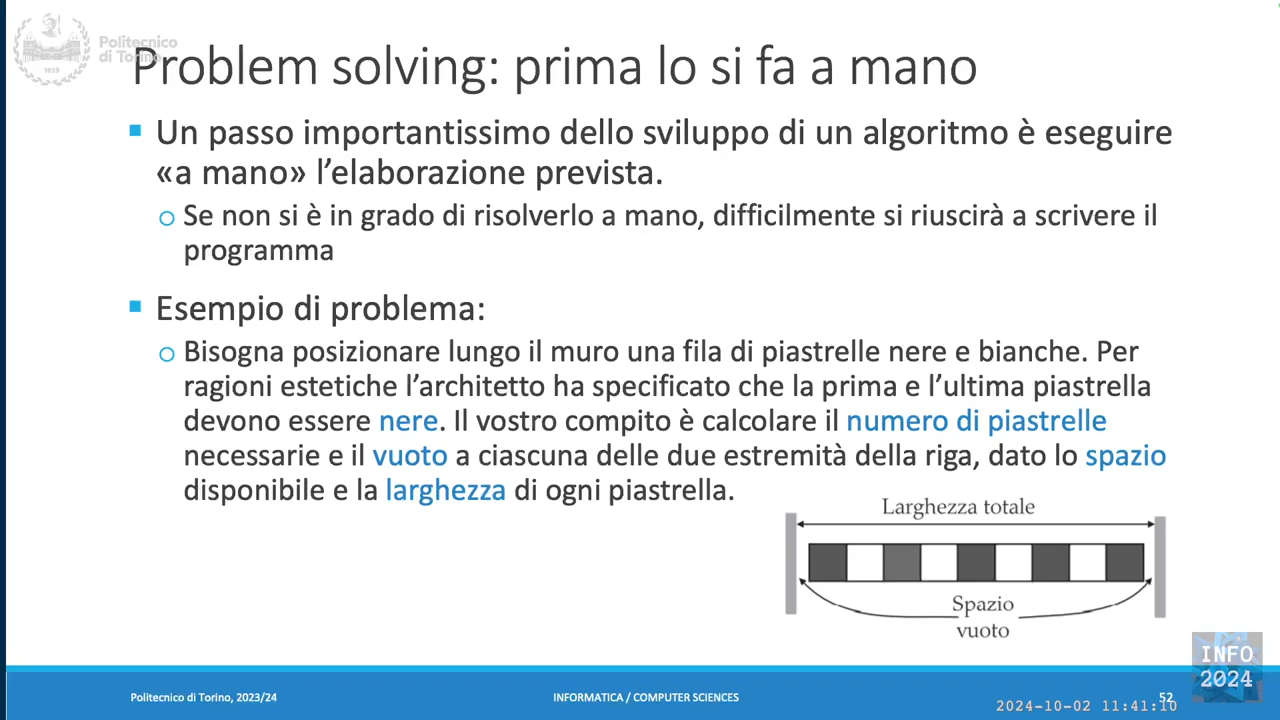 Politecnico
di Torino
1859
Problem solving: prima lo si fa a mano
Un passo importantissimo dello sviluppo di un algoritmo è eseguire
«a mano» l’elaborazione prevista.
Se non si è in grado di risolverlo a mano, difficilmente si riuscirà a scrivere il
programma
Esempio di problema:
Bisogna posizionare lungo il muro una fila di piastrelle nere e bianche. Per
ragioni estetiche l’architetto ha specificato che la prima e l’ultima piastrella
devono essere nere. Il vostro compito è calcolare il numero di piastrelle
necessarie e il vuoto a ciascuna delle due estremità della riga, dato lo spazio
disponibile e la larghezza di ogni piastrella.
Larghezza totale
Spazio
vuoto
INFO
2024
Politecnico di Torino, 2023/24
INFORMATICA / COMPUTER SCIENCES
52
2024-10-02 11:41:10